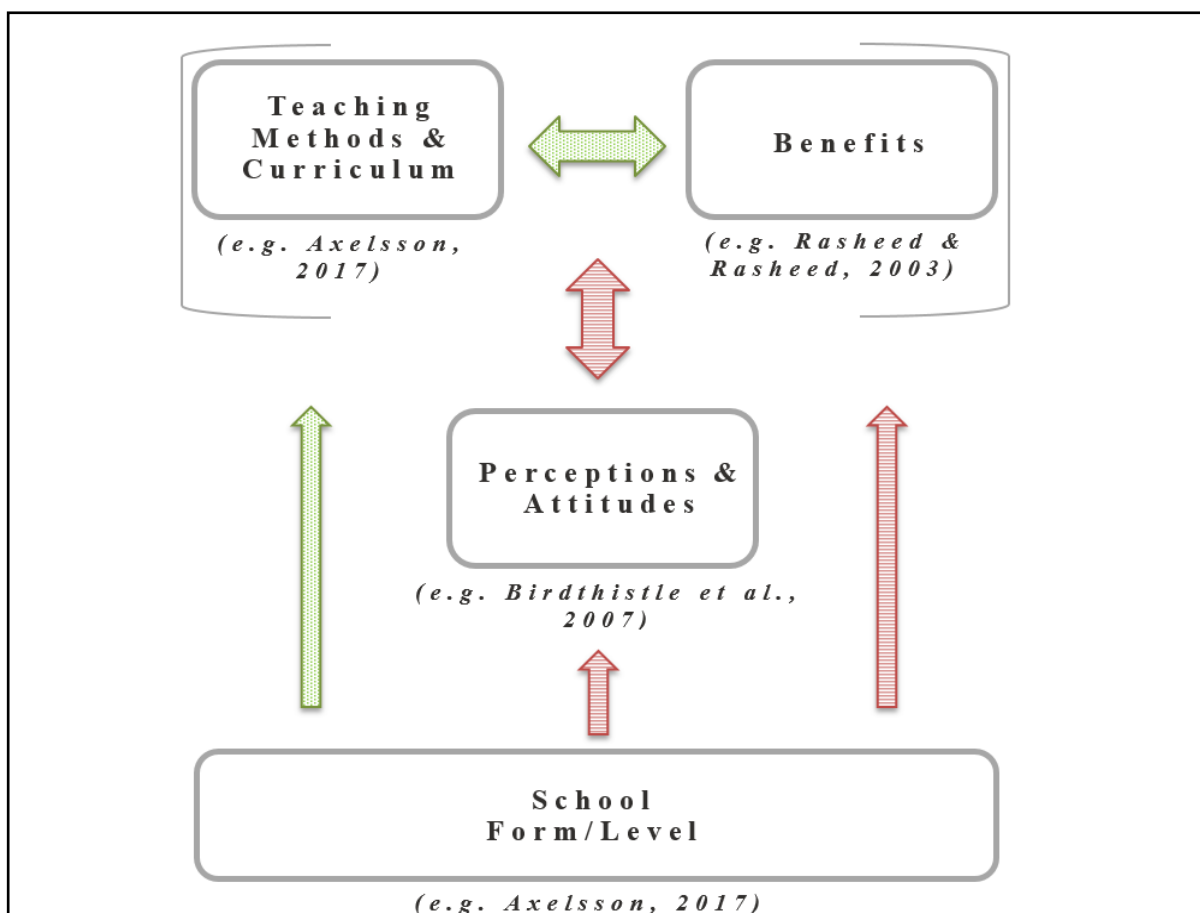 Teaching
Methods &
Curriculum
(e.g. Axelsson,
2017)
Benefits
(e.g. Rasheed &
Rasheed, 2003)
Perceptions &
Attitudes
(e.g. Birdthistle et al.,
2007)
School
Form/Level
(e.g. Axelsson, 2017)